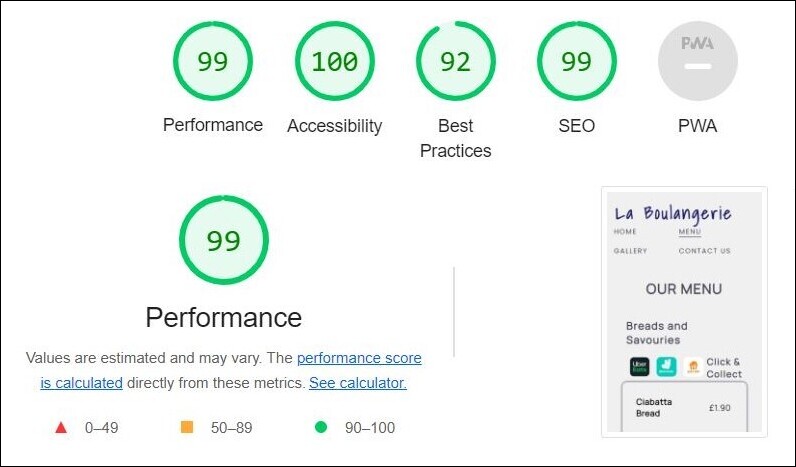 99 100 92 99 PWA
Performance Accessibility Best Practices SEO PWA
99
Performance
Values are estimated and may vary. The performance score
is calculated directly from these metrics. See calculator.
0–49 50–89 90–100
La Boulangerie
HOME MENU
GALLERY CONTACT US
OUR MENU
Breads and
Savouries
Uber Eats
Click &
Collect
Ciabatta
Bread
£1.90